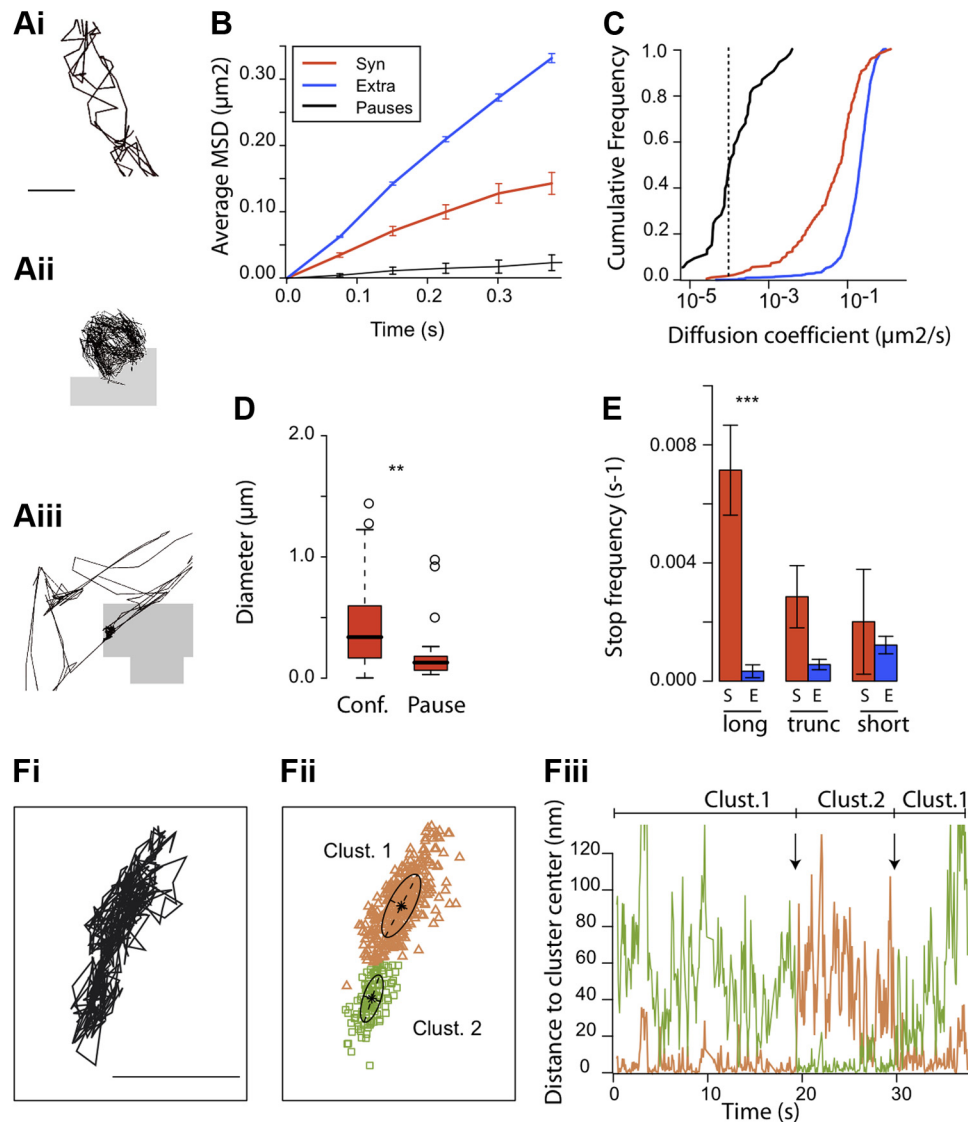 Ai
B
Average MSD (µm2)
0.30
0.20
0.10
0.00
Syn
Extra
Pauses
0.0
0.1
0.2
0.3
Time (s)
C
Cumulative Frequency
1.0
0.8
0.6
0.4
0.2
0.0
10-5
10-3
10-1
Diffusion coefficient (µm2/s)
Aii
Aiii
D
Diameter (µm)
2.0
1.0
0.0
**
Conf.
Pause
E
Stop frequency (s-1)
0.008
0.004
0.000
***
S E S E S E
long trunc short
Fi
Fii
Clust. 1
Clust. 2
Fiii
Clust.1 Clust.2 Clust.1
Distance to cluster center (nm)
120
100
80
60
40
20
0
0 10 20 30
Time (s)